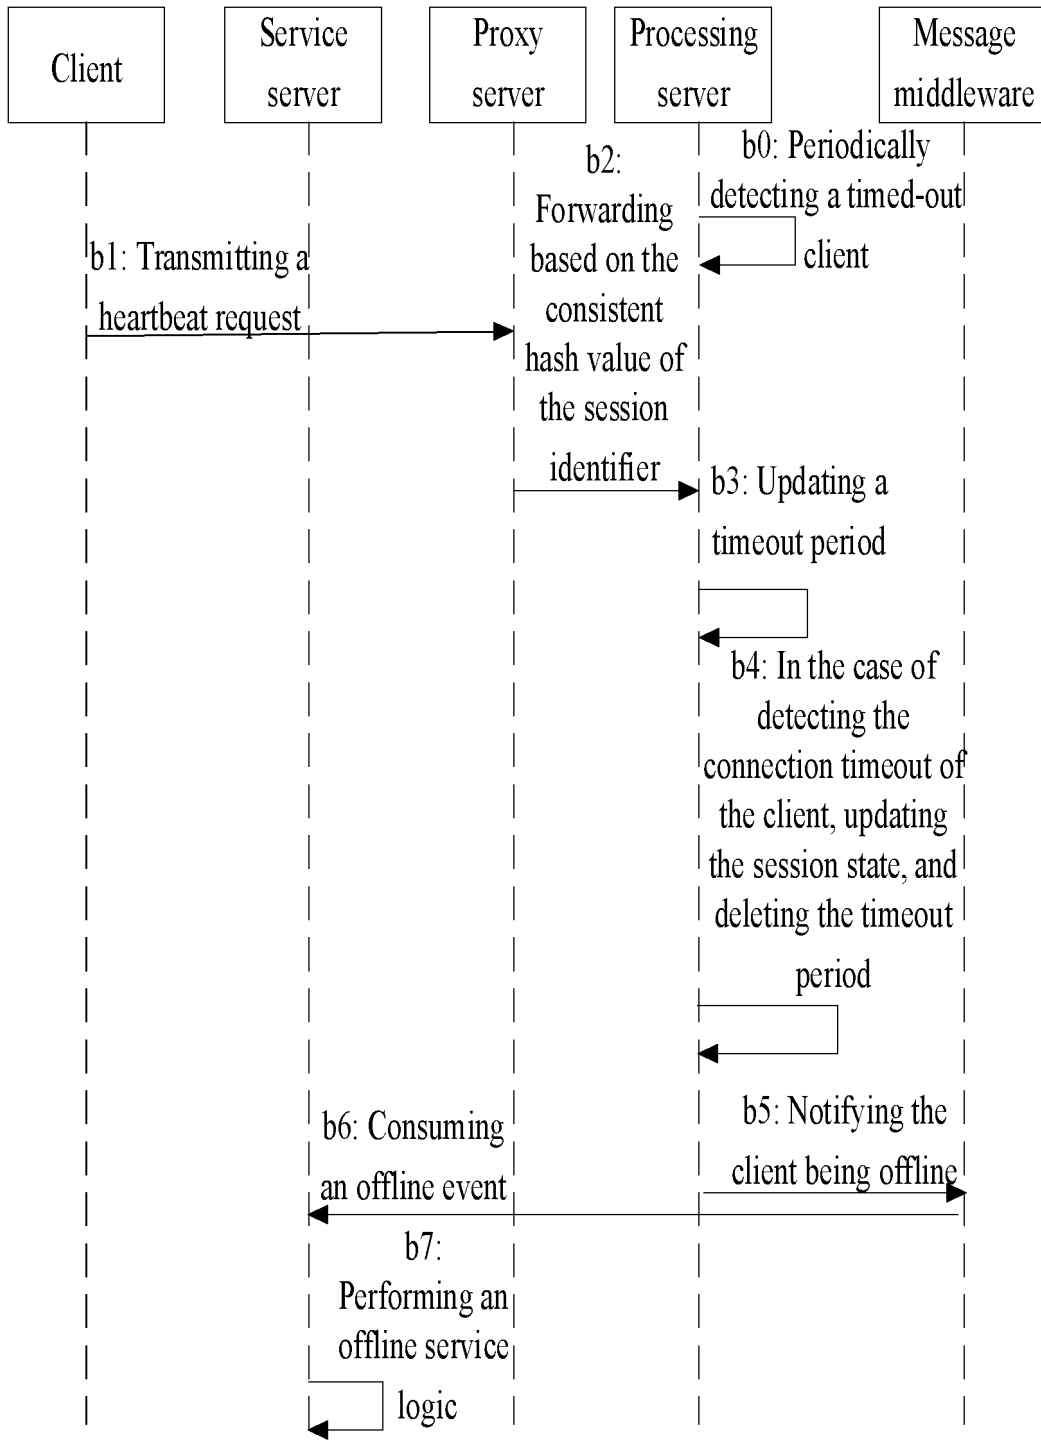 Client
Service
server
Proxy
server
Processing
server
Message
middleware
b0: Periodically
detecting a timed-out
client
b1: Transmitting a
heartbeat request
b2:
Forwarding
based on the
consistent
hash value of
the session
identifier
b3: Updating a
timeout period
b4: In the case of
detecting the
connection timeout of
the client, updating
the session state, and
deleting the timeout
period
b5: Notifying the
client being offline
b6: Consuming
an offline event
b7:
Performing an
offline service
logic